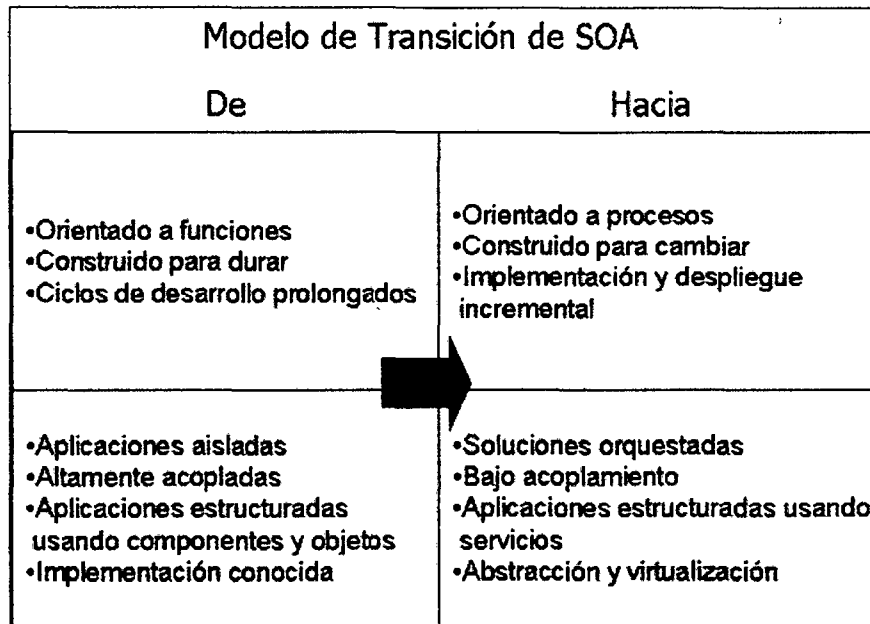 Modelo de Transición de SOA
De
Hacia
•Orientado a funciones
•Construido para durar
•Ciclos de desarrollo prolongados
•Orientado a procesos
•Construido para cambiar
•Implementación y despliegue
incremental
•Aplicaciones aisladas
•Altamente acopladas
•Aplicaciones estructuradas
usando componentes y objetos
•Implementación conocida
•Soluciones orquestadas
•Bajo acoplamiento
•Aplicaciones estructuradas usando
servicios
•Abstracción y virtualización